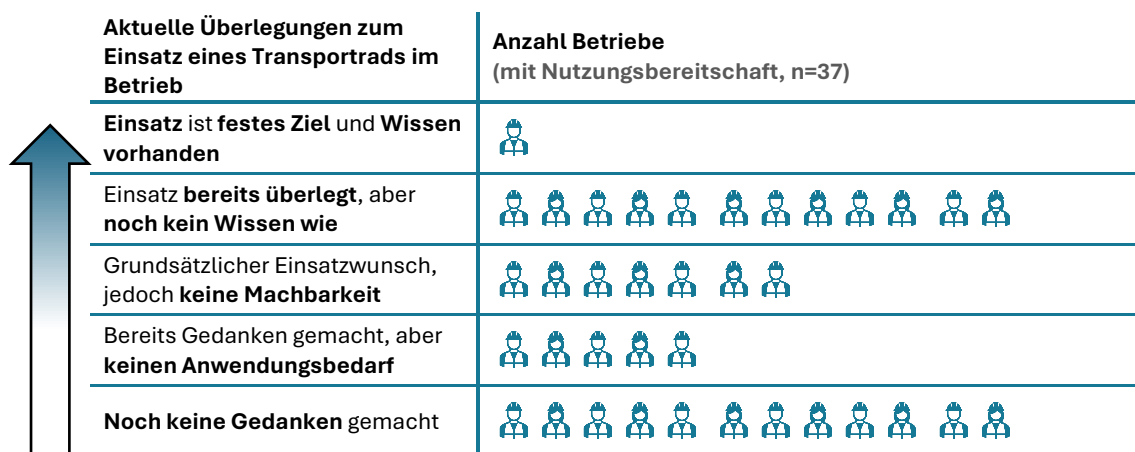 Aktuelle Überlegungen zum
Einsatz eines Transportrads im
Betrieb
Anzahl Betriebe
(mit Nutzungsbereitschaft, n=37)
Einsatz ist festes Ziel und Wissen
vorhanden
Einsatz bereits überlegt, aber
noch kein Wissen wie
Grundsätzlicher Einsatzwunsch,
jedoch keine Machbarkeit
Bereits Gedanken gemacht, aber
keinen Anwendungsbedarf
Noch keine Gedanken gemacht